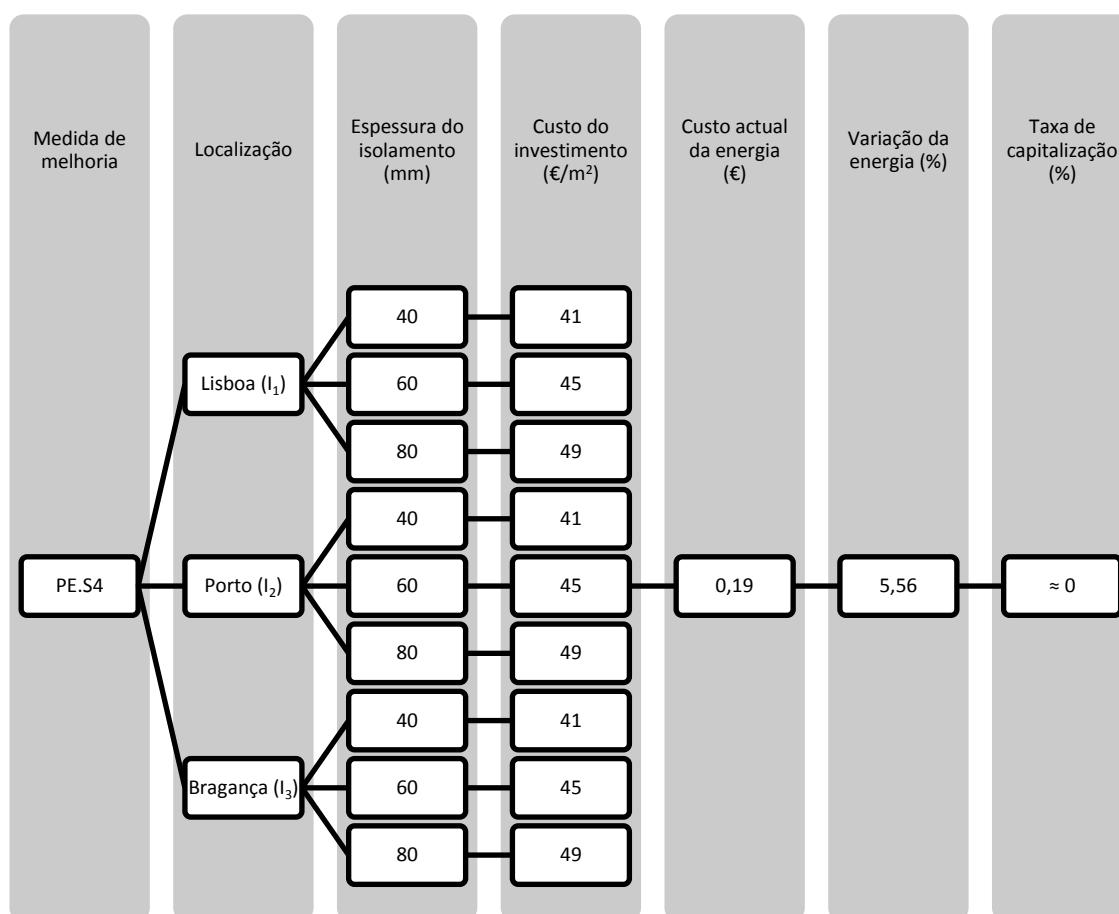 Medida de
melhoria
Localização
Espessura do
isolamento
(mm)
Custo do
investimento
(€/m²)
Custo actual
da energia
(€)
Variação da
energia (%)
Taxa de
capitalização
(%)
PE.S4
Lisboa (I₁)
40
41
60
45
80
49
Porto (I₂)
40
41
60
45
80
49
Bragança (I₃)
40
41
60
45
80
49
0,19
5,56
≈ 0